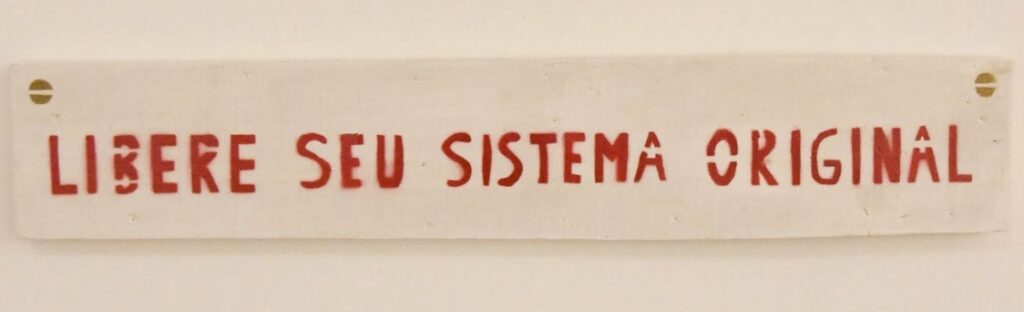 LIBERE SEU SISTEMA ORIGINAL